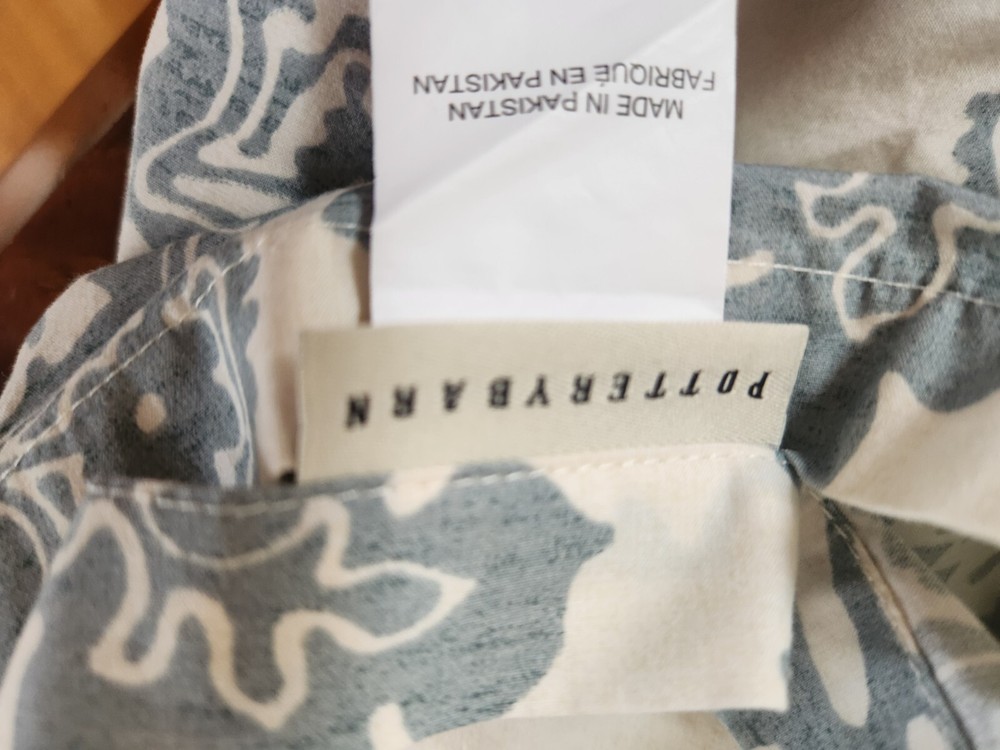 POTTERYBARN
MADE IN PAKISTAN
FABRIQUÉ EN PAKISTAN